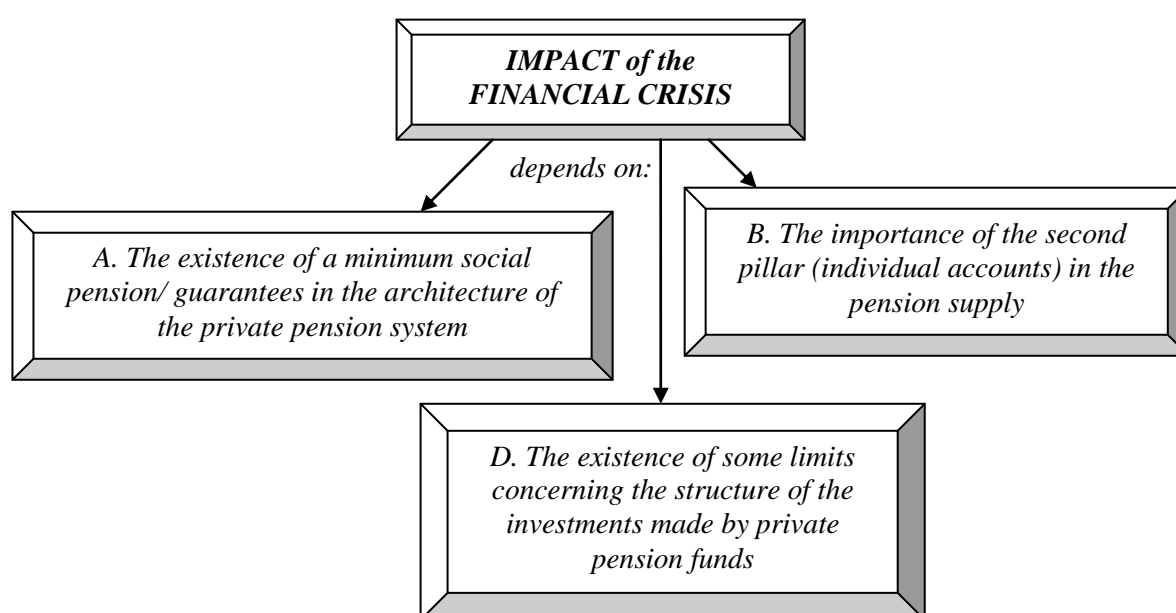 IMPACT of the
FINANCIAL CRISIS
depends on:
A. The existence of a minimum social
pension/ guarantees in the architecture of
the private pension system
B. The importance of the second
pillar (individual accounts) in the
pension supply
D. The existence of some limits
concerning the structure of the
investments made by private
pension funds